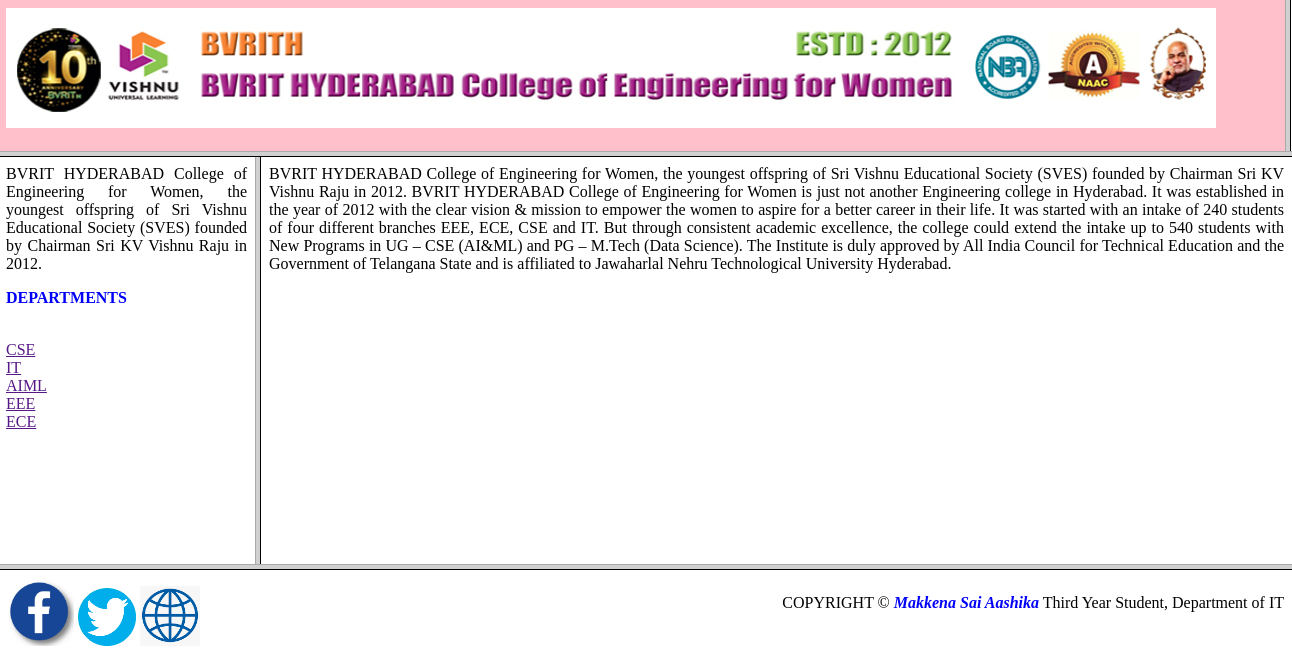 10th
ANNIVERSARY
BVRITH
VISHNU
UNIVERSAL LEARNING
BVRITH
ESTD : 2012
BVRIT HYDERABAD College of Engineering for Women
NATIONAL BOARD OF ACCREDITATION
NBA
ACCREDITED BY
ACCREDITED WITH GRADE
A
NAAC
BVRIT HYDERABAD College of
Engineering for Women, the
youngest offspring of Sri Vishnu
Educational Society (SVES) founded
by Chairman Sri KV Vishnu Raju in
2012.
DEPARTMENTS
CSE
IT
AIML
EEE
ECE
BVRIT HYDERABAD College of Engineering for Women, the youngest offspring of Sri Vishnu Educational Society (SVES) founded by Chairman Sri KV
Vishnu Raju in 2012. BVRIT HYDERABAD College of Engineering for Women is just not another Engineering college in Hyderabad. It was established in
the year of 2012 with the clear vision & mission to empower the women to aspire for a better career in their life. It was started with an intake of 240 students
of four different branches EEE, ECE, CSE and IT. But through consistent academic excellence, the college could extend the intake up to 540 students with
New Programs in UG – CSE (AI&ML) and PG – M.Tech (Data Science). The Institute is duly approved by All India Council for Technical Education and the
Government of Telangana State and is affiliated to Jawaharlal Nehru Technological University Hyderabad.
f
COPYRIGHT © Makkena Sai Aashika Third Year Student, Department of IT